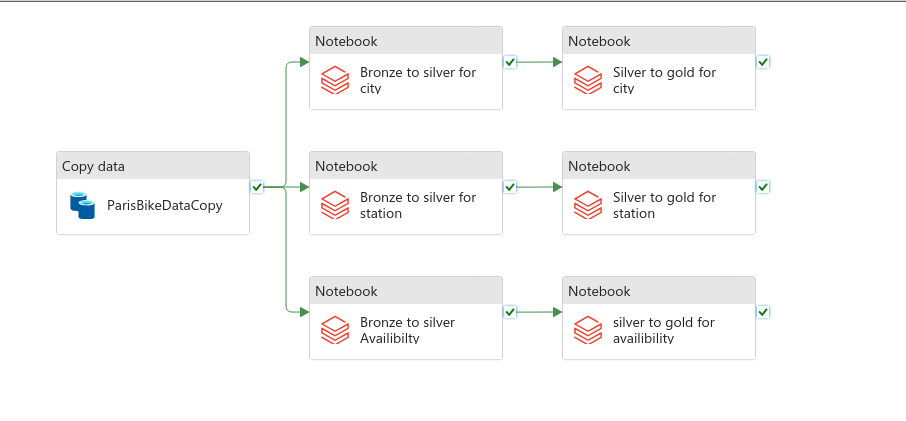 Notebook
Bronze to silver for
city
Notebook
Silver to gold for
city
Copy data
ParisBikeDataCopy
Notebook
Bronze to silver for
station
Notebook
Silver to gold for
station
Notebook
Bronze to silver
Availibilty
Notebook
silver to gold for
availibility